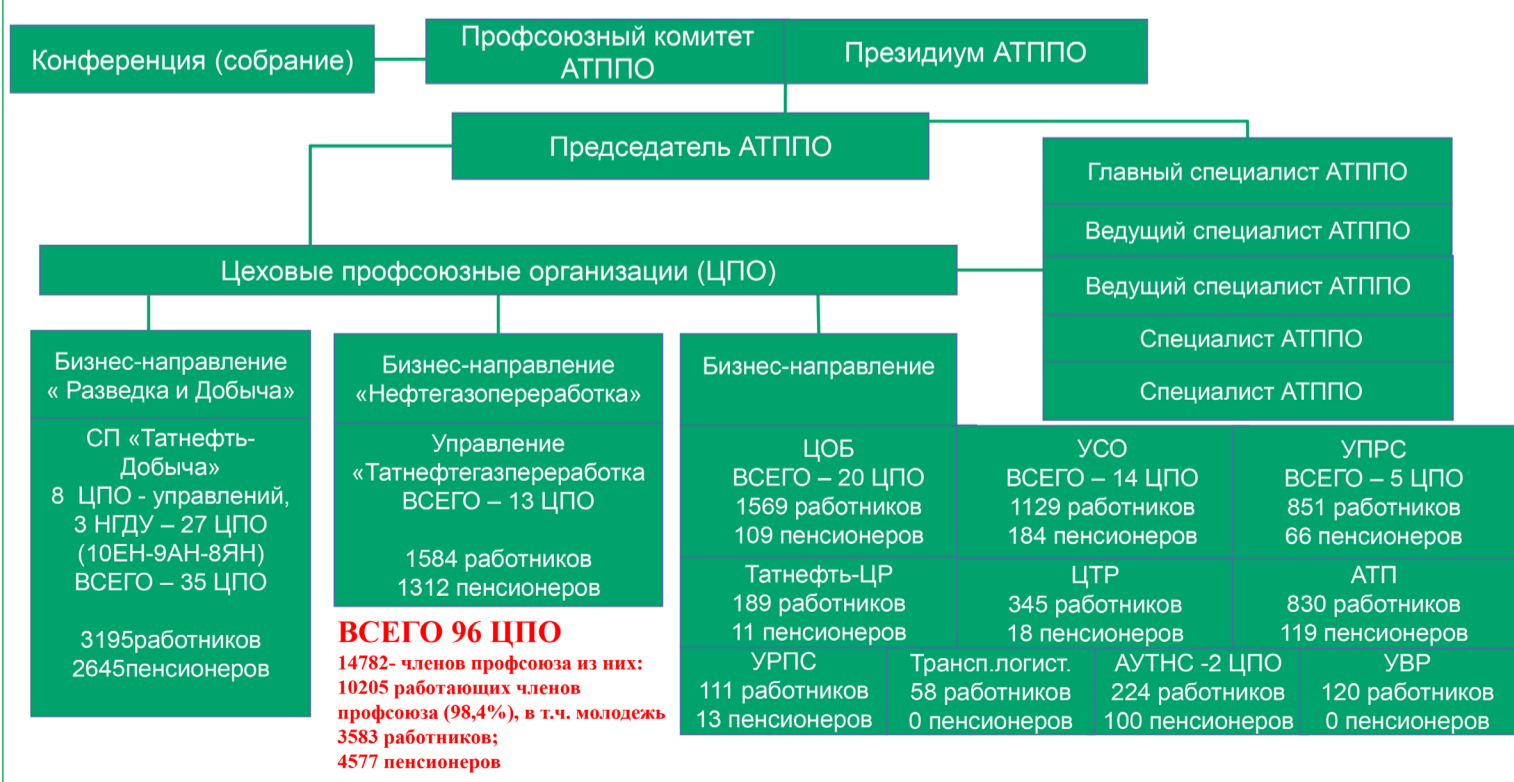 Конференция (собрание)
Профсоюзный комитет
АТППО
Президиум АТППО
Председатель АТППО
Главный специалист АТППО
Ведущий специалист АТППО
Ведущий специалист АТППО
Специалист АТППО
Специалист АТППО
Цеховые профсоюзные организации (ЦПО)
Бизнес-направление
« Разведка и Добыча»
СП «Татнефть-
Добыча»
8 ЦПО - управлений,
3 НГДУ – 27 ЦПО
(10ЕН-9АН-8ЯН)
ВСЕГО – 35 ЦПО
3195работников
2645пенсионеров
Бизнес-направление
«Нефтегазопереработка»
Управление
«Татнефтегазпереработка
ВСЕГО – 13 ЦПО
1584 работников
1312 пенсионеров
ВСЕГО 96 ЦПО
14782- членов профсоюза из них:
10205 работающих членов
профсоюза (98,4%), в т.ч. молодежь
3583 работников;
4577 пенсионеров
Бизнес-направление
ЦОБ
ВСЕГО – 20 ЦПО
1569 работников
109 пенсионеров
УСО
ВСЕГО – 14 ЦПО
1129 работников
184 пенсионеров
УПРС
ВСЕГО – 5 ЦПО
851 работников
66 пенсионеров
Татнефть-ЦР
189 работников
11 пенсионеров
ЦТР
345 работников
18 пенсионеров
АТП
830 работников
119 пенсионеров
УРПС
111 работников
13 пенсионеров
Трансп.логист.
58 работников
0 пенсионеров
АУТНС -2 ЦПО
224 работников
100 пенсионеров
УВР
120 работников
0 пенсионеров